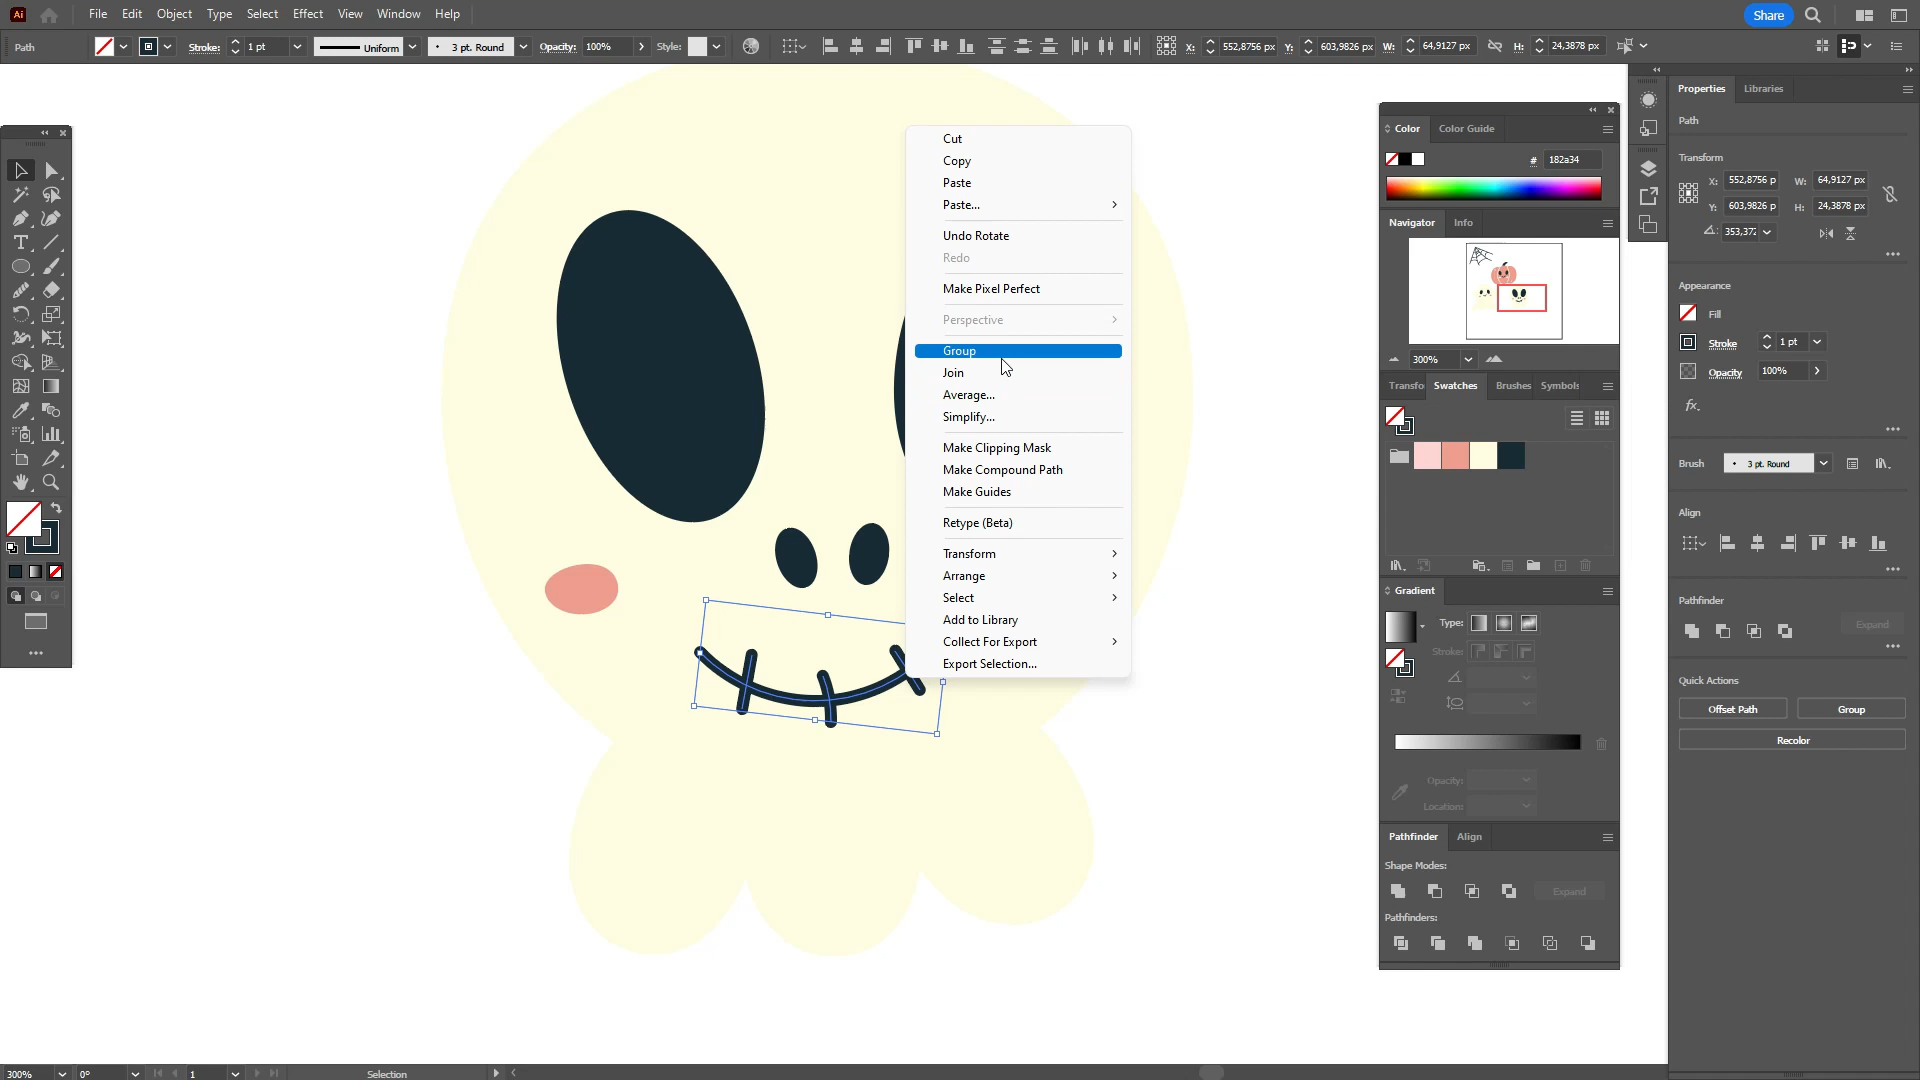 Ai File Edit Object Type Select Effect View Window Help Share
Path Stroke: 1 pt Uniform 3 pt. Round Opacity: 100% Style: X: 552,8756 px Y: 603,9826 px W: 64,9127 px H: 24,3878 px
Cut
Copy
Paste
Paste...
Undo Rotate
Redo
Make Pixel Perfect
Perspective
Group
Join
Average...
Simplify...
Make Clipping Mask
Make Compound Path
Make Guides
Retype (Beta)
Transform
Arrange
Select
Add to Library
Collect For Export
Export Selection...
Color Color Guide
# 182a34
Navigator Info
300%
Transfo Swatches Brushes Symbols
Gradient
Type:
Stroke:
Opacity:
Location:
Pathfinder Align
Shape Modes:
Expand
Pathfinders:
Properties Libraries
Path
Transform
X: 552,8756 p W: 64,9127 px
Y: 603,9826 p H: 24,3878 px
353,372
Appearance
Fill
Stroke 1 pt
Opacity 100%
fx.
Brush 3 pt. Round
Align
Pathfinder
Expand
Quick Actions
Offset Path Group
Recolor
300% 0° 1 Selection